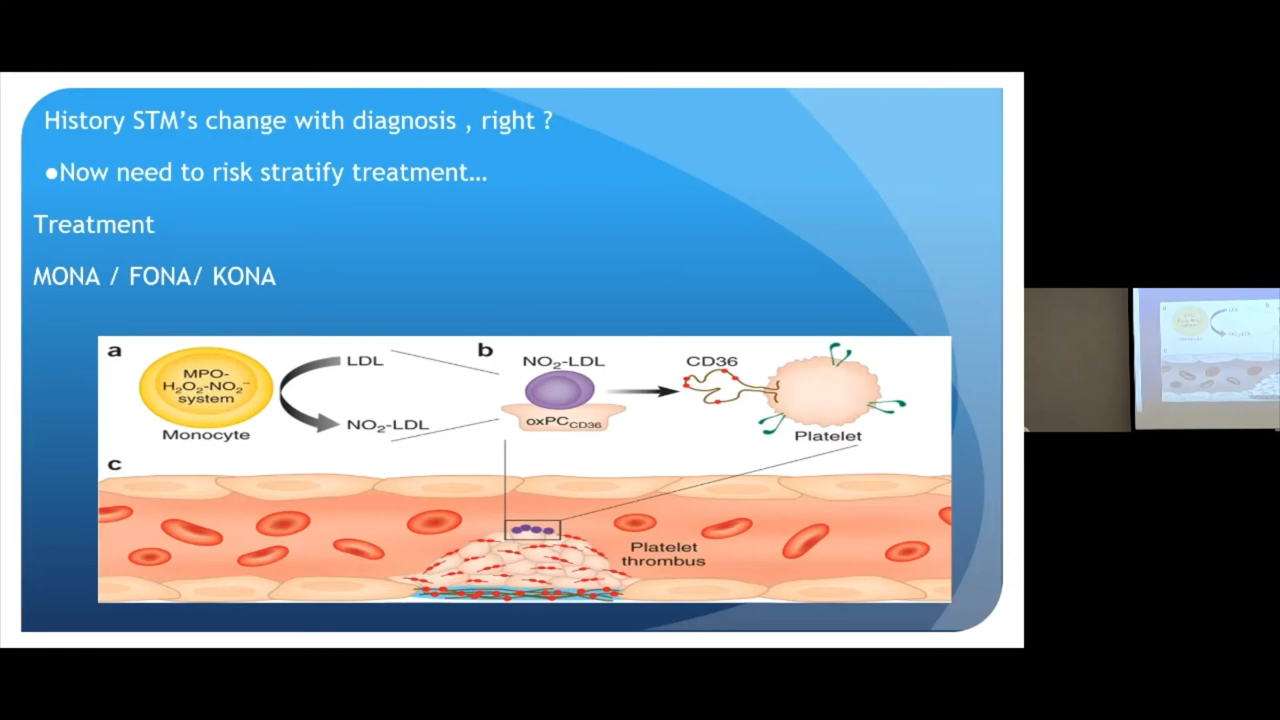 History STM's change with diagnosis , right ?
●Now need to risk stratify treatment…
Treatment
MONA / FONA/ KONA
a
MPO-
H₂O₂-NO₂⁻
system
Monocyte
LDL
NO₂-LDL
b
NO₂-LDL
oxPC_CD36
CD36
Platelet
c
Platelet
thrombus